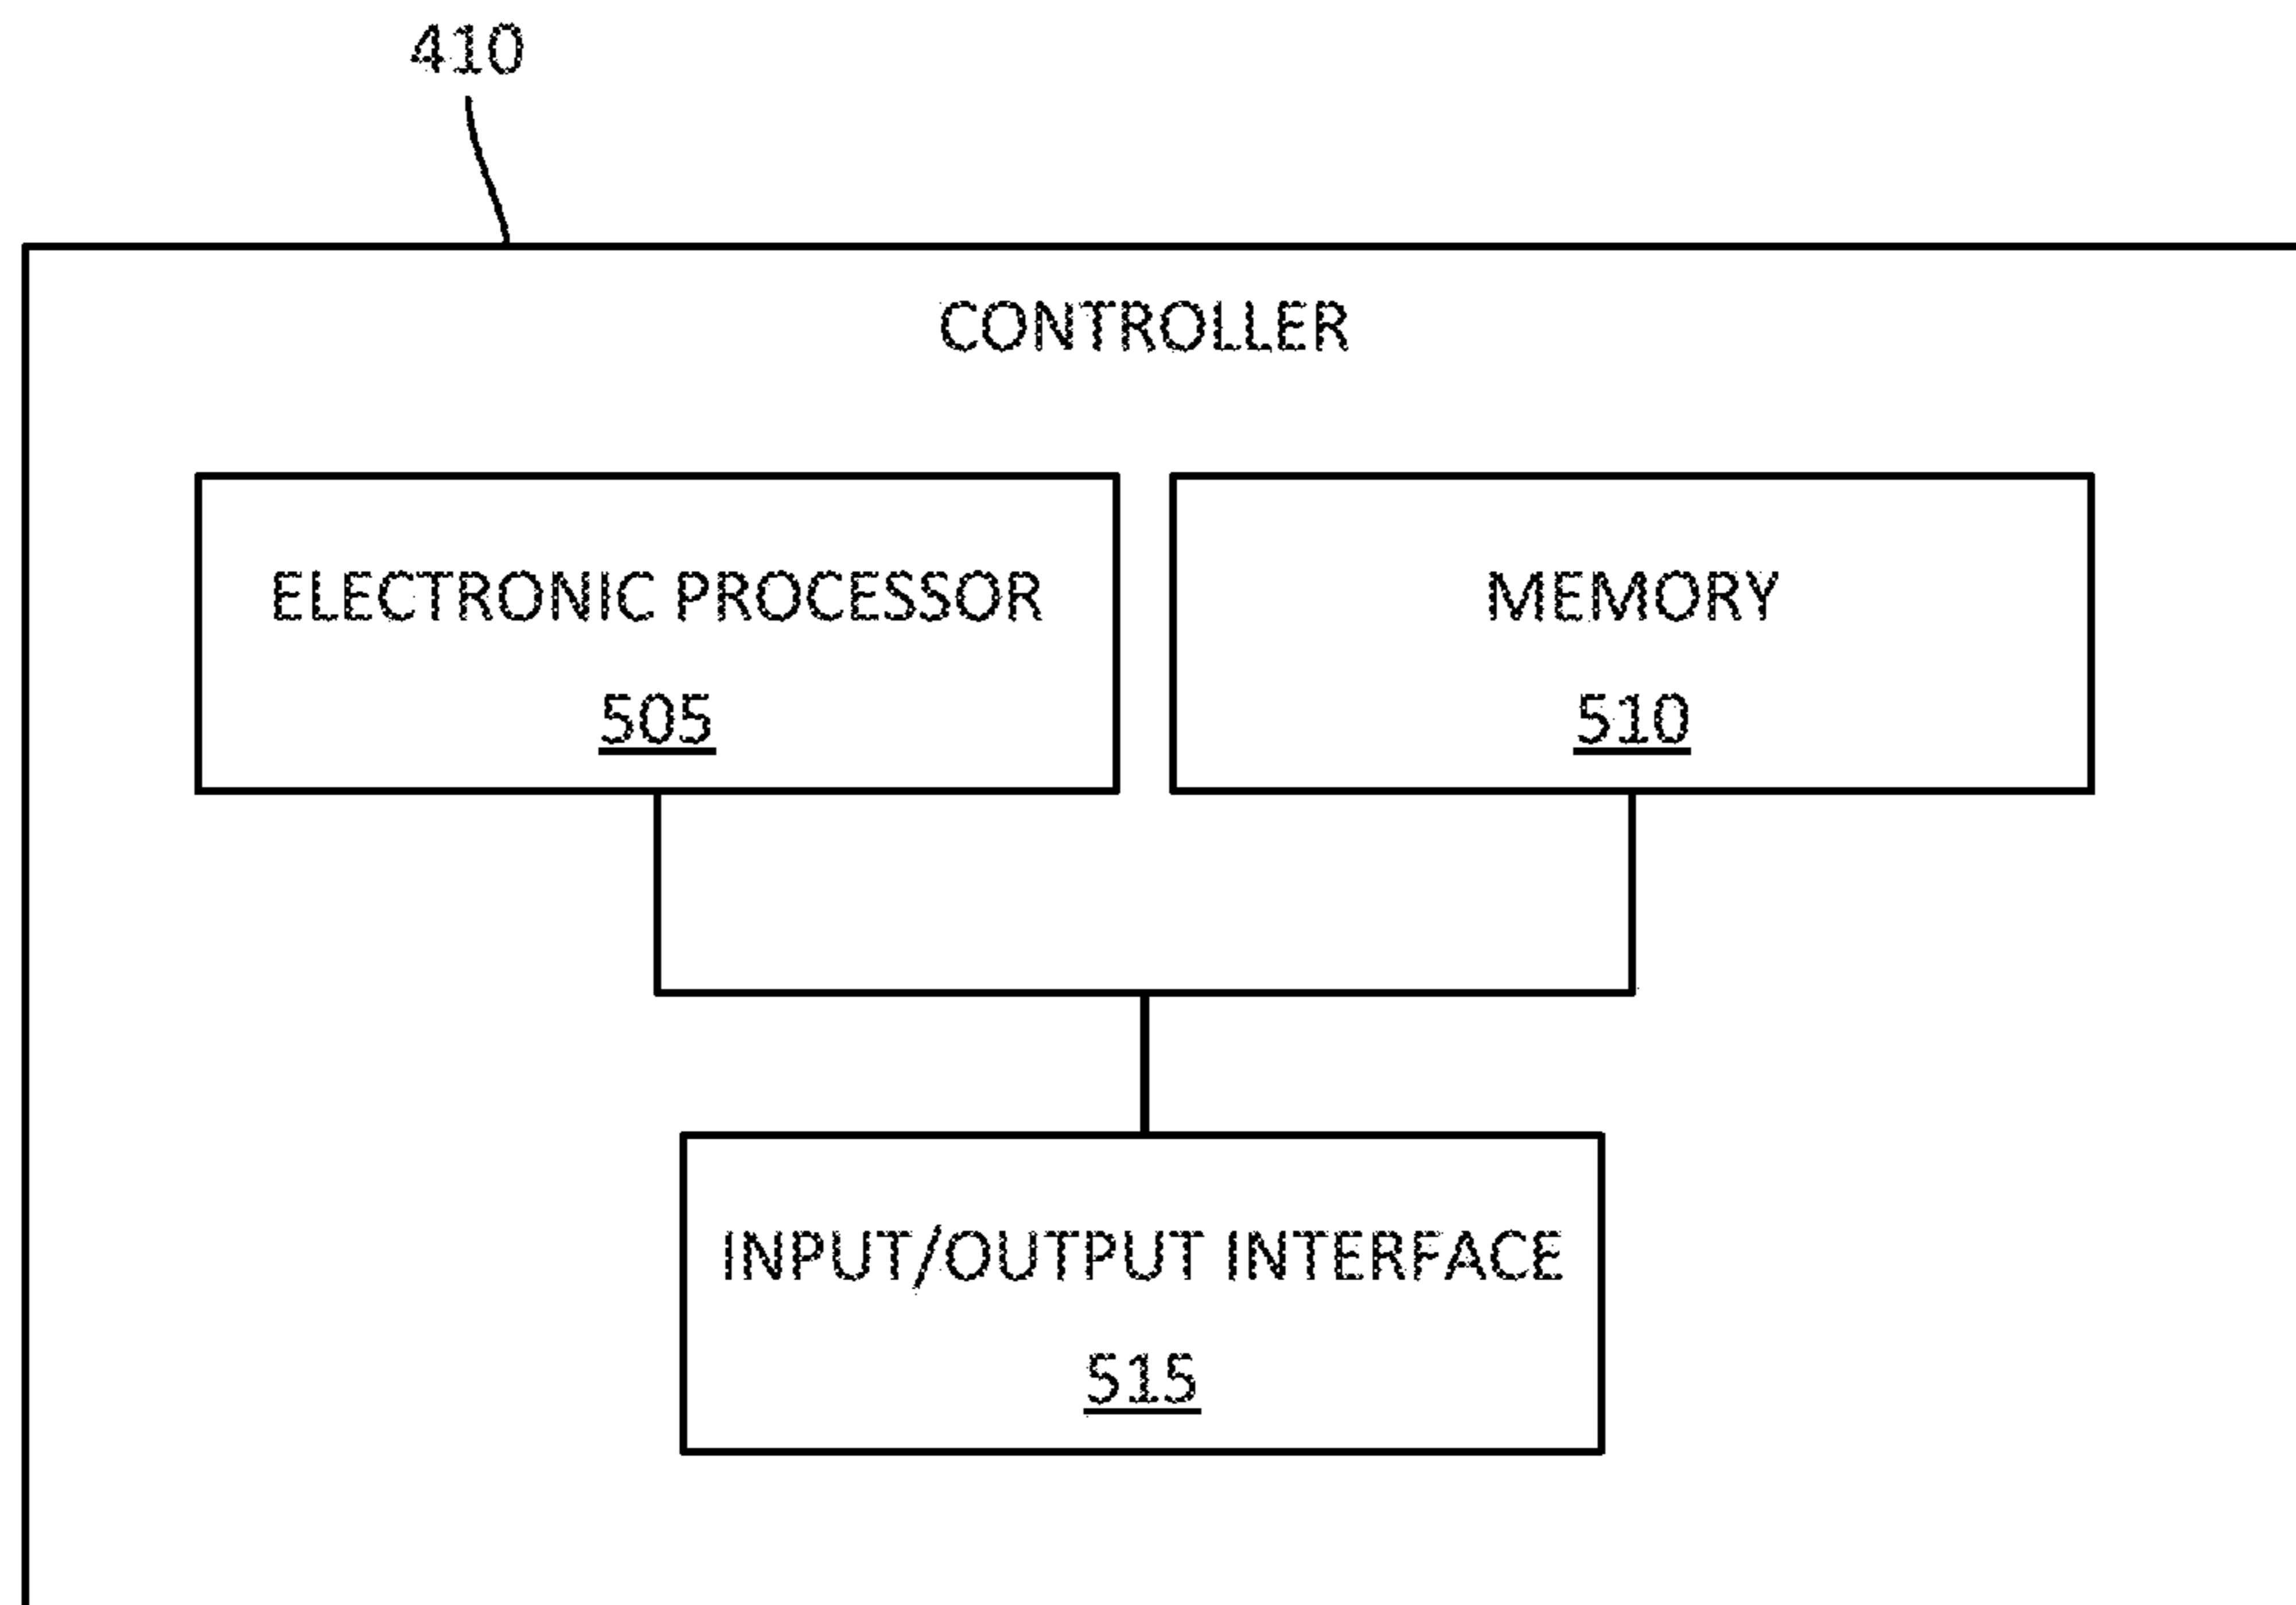 410
CONTROLLER
ELECTRONIC PROCESSOR
505
MEMORY
510
INPUT/OUTPUT INTERFACE
515